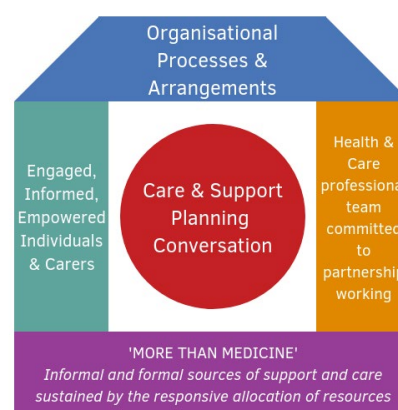 Organisational
Processes &
Arrangements
Engaged,
Informed,
Empowered
Individuals
& Carers
Care & Support
Planning
Conversation
Health &
Care
professiona
team
committed
to
partnership
working
'MORE THAN MEDICINE'
Informal and formal sources of support and care
sustained by the responsive allocation of resources